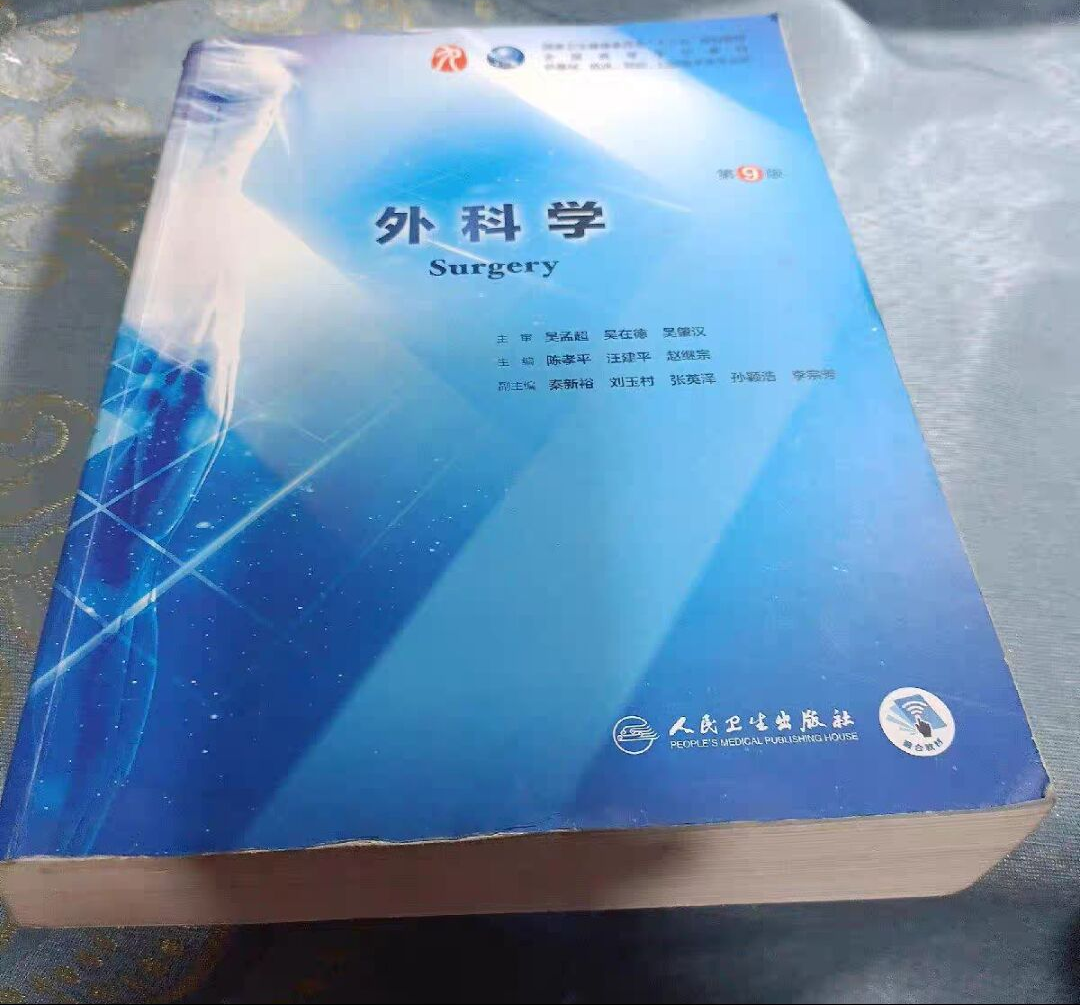 第9版
外科学
Surgery
主审 吴孟超 吴在德 吴肇汉
主编 陈孝平 汪建平 赵继宗
副主编 秦新裕 刘玉村 张英泽 孙颖浩 李宗芳
人民卫生出版社
PEOPLE'S MEDICAL PUBLISHING HOUSE
融合教材